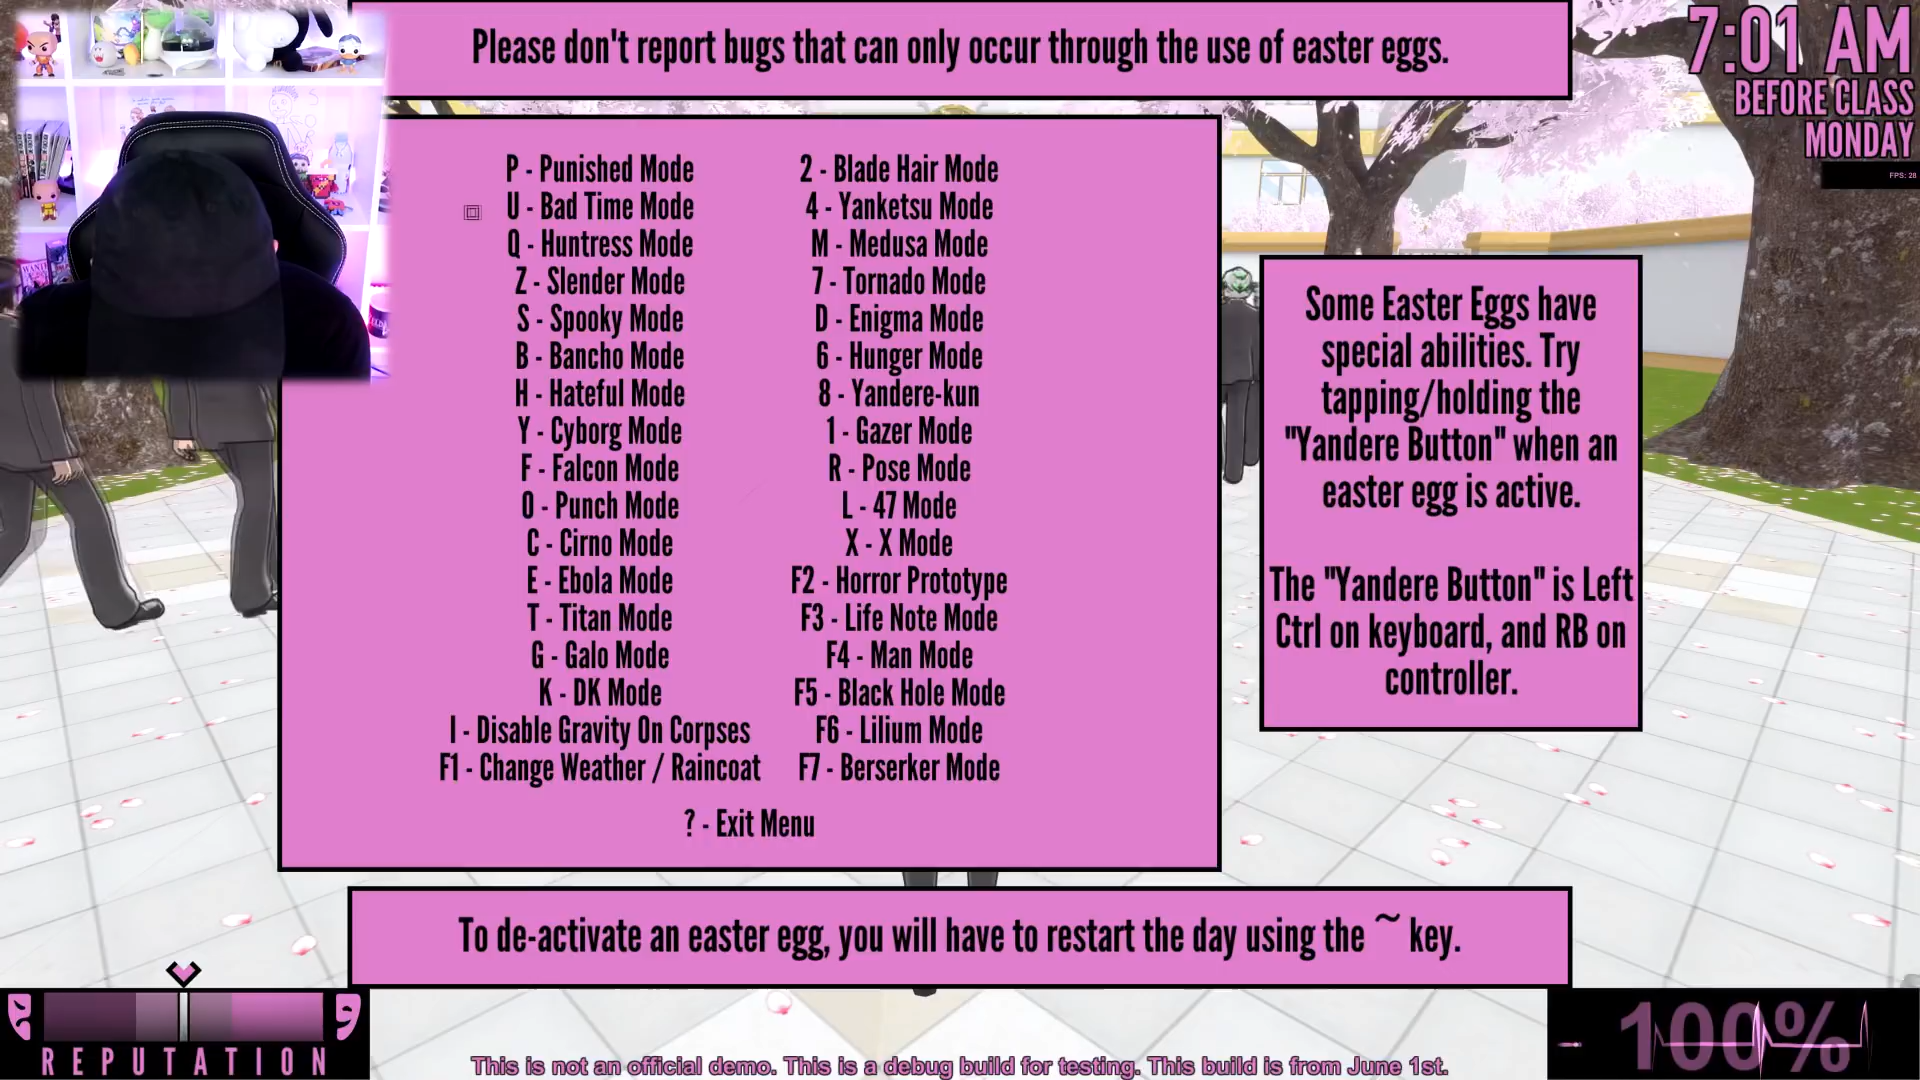 Please don't report bugs that can only occur through the use of easter eggs.
7:01 AM
BEFORE CLASS
MONDAY
FPS: 28
P - Punished Mode
U - Bad Time Mode
Q - Huntress Mode
Z - Slender Mode
S - Spooky Mode
B - Bancho Mode
H - Hateful Mode
Y - Cyborg Mode
F - Falcon Mode
O - Punch Mode
C - Cirno Mode
E - Ebola Mode
T - Titan Mode
G - Galo Mode
K - DK Mode
I - Disable Gravity On Corpses
F1 - Change Weather / Raincoat
2 - Blade Hair Mode
4 - Yanketsu Mode
M - Medusa Mode
7 - Tornado Mode
D - Enigma Mode
6 - Hunger Mode
8 - Yandere-kun
1 - Gazer Mode
R - Pose Mode
L - 47 Mode
X - X Mode
F2 - Horror Prototype
F3 - Life Note Mode
F4 - Man Mode
F5 - Black Hole Mode
F6 - Lilium Mode
F7 - Berserker Mode
? - Exit Menu
Some Easter Eggs have
special abilities. Try
tapping/holding the
"Yandere Button" when an
easter egg is active.
The "Yandere Button" is Left
Ctrl on keyboard, and RB on
controller.
To de-activate an easter egg, you will have to restart the day using the ~ key.
REPUTATION
100%
This is not an official demo. This is a debug build for testing. This build is from June 1st.